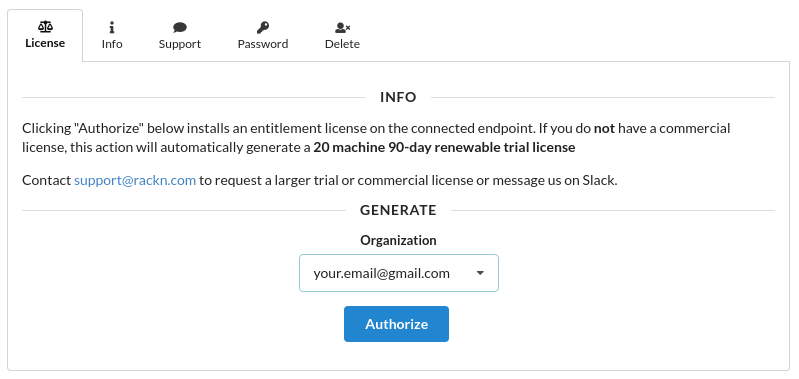 License
Info
Support
Password
Delete
INFO
Clicking "Authorize" below installs an entitlement license on the connected endpoint. If you do not have a commercial
license, this action will automatically generate a 20 machine 90-day renewable trial license
Contact support@rackn.com to request a larger trial or commercial license or message us on Slack.
GENERATE
Organization
your.email@gmail.com
Authorize